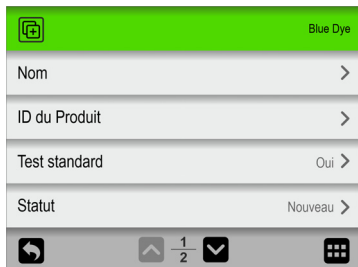 Blue Dye
Nom
ID du Produit
Test standard Oui
Statut Nouveau
1
2